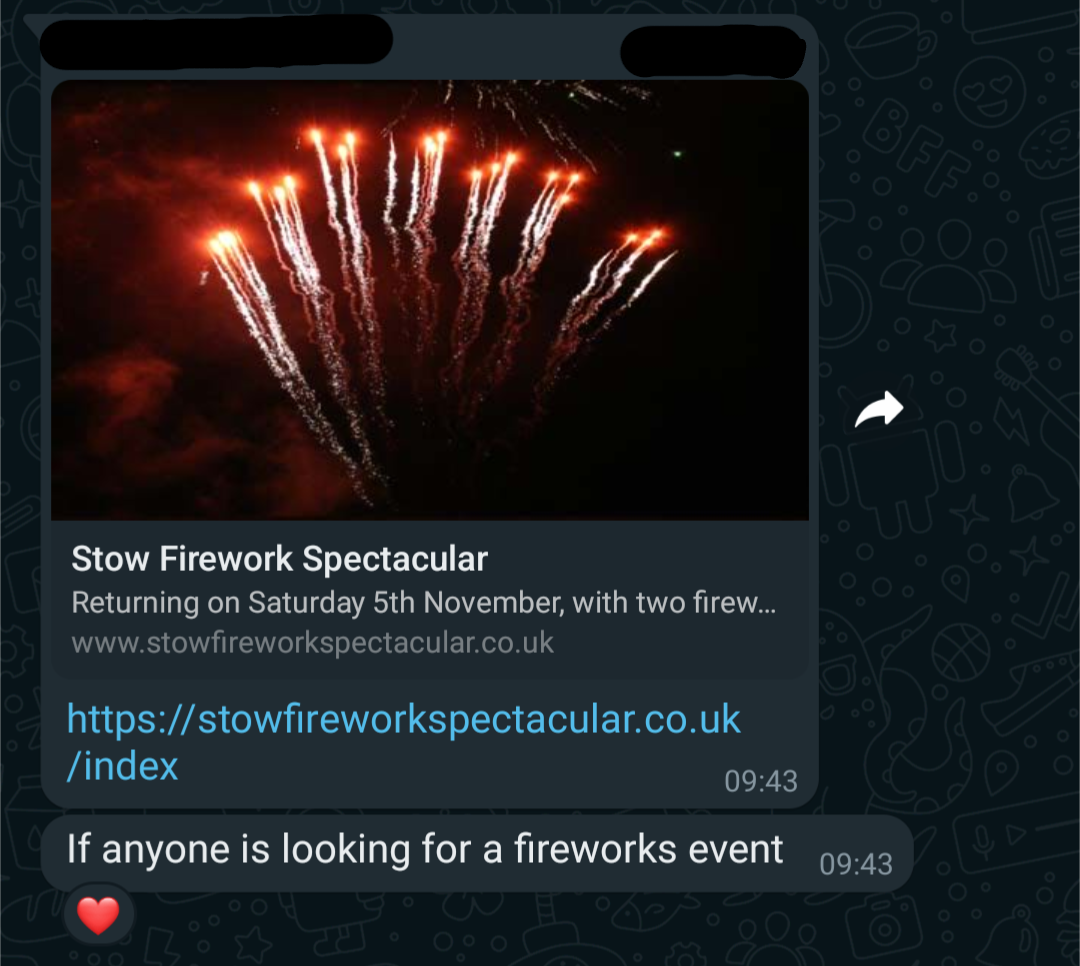 Stow Firework Spectacular
Returning on Saturday 5th November, with two firew...
www.stowfireworkspectacular.co.uk
https://stowfireworkspectacular.co.uk
/index
09:43
If anyone is looking for a fireworks event
09:43
BFF